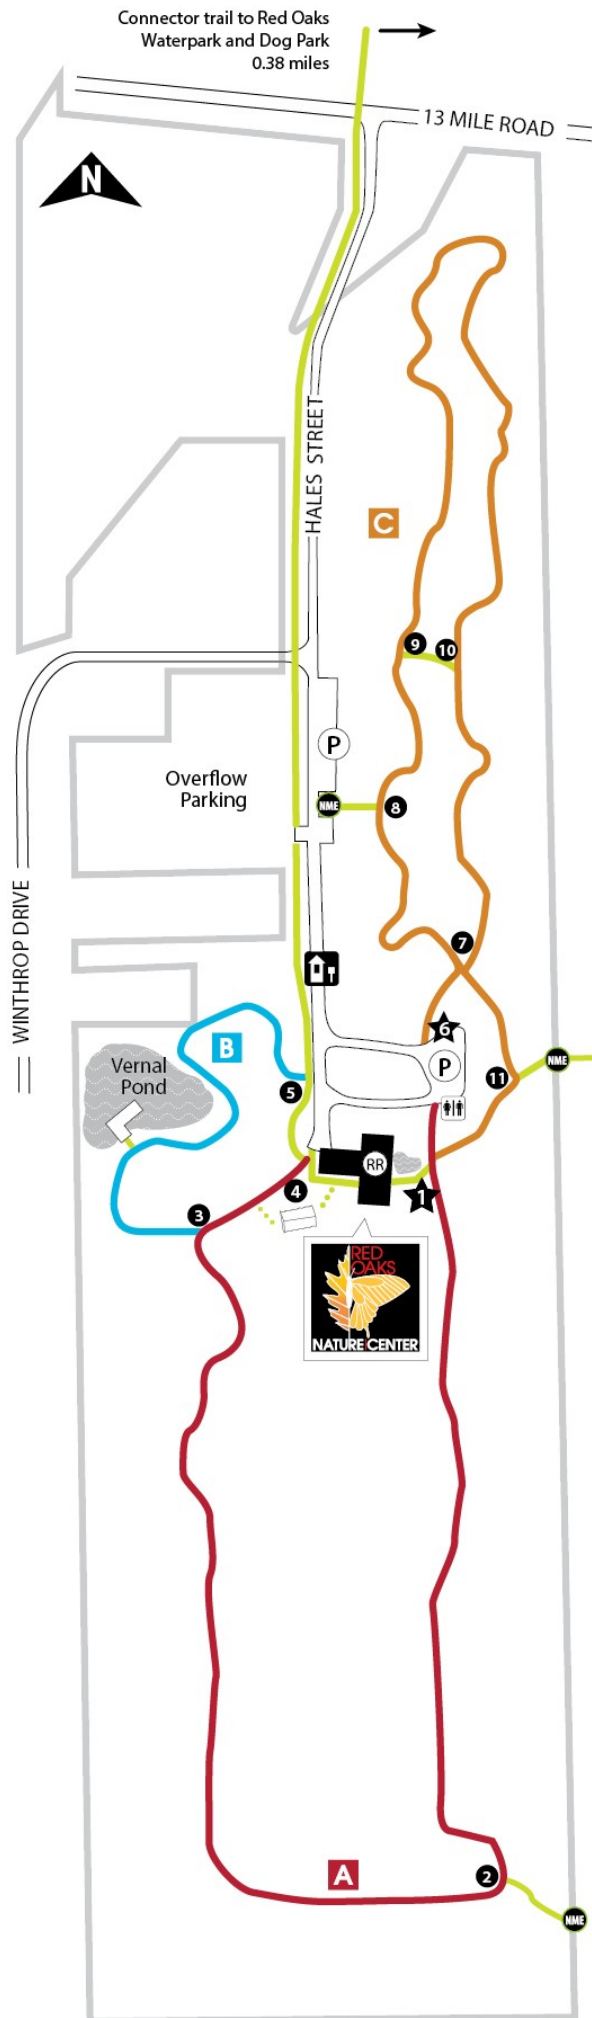 Connector trail to Red Oaks
Waterpark and Dog Park
0.38 miles
13 MILE ROAD
N
HALES STREET
C
9
10
P
Overflow
Parking
NME
8
WINTHROP DRIVE
7
6
B
Vernal
Pond
P
NME
11
5
RR
4
1
3
RED
OAKS
NATURE CENTER
A
2
NME